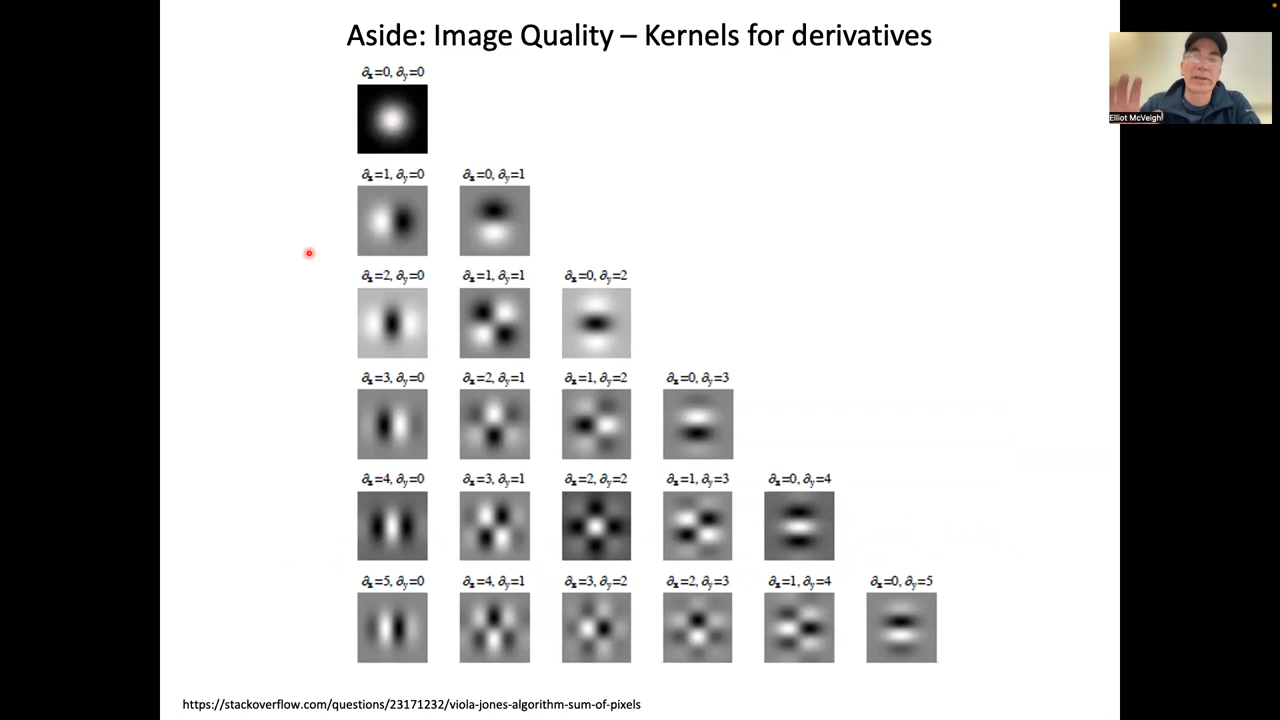 Aside: Image Quality – Kernels for derivatives
Elliot McVeigh
∂x=0, ∂y=0
∂x=1, ∂y=0 ∂x=0, ∂y=1
∂x=2, ∂y=0 ∂x=1, ∂y=1 ∂x=0, ∂y=2
∂x=3, ∂y=0 ∂x=2, ∂y=1 ∂x=1, ∂y=2 ∂x=0, ∂y=3
∂x=4, ∂y=0 ∂x=3, ∂y=1 ∂x=2, ∂y=2 ∂x=1, ∂y=3 ∂x=0, ∂y=4
∂x=5, ∂y=0 ∂x=4, ∂y=1 ∂x=3, ∂y=2 ∂x=2, ∂y=3 ∂x=1, ∂y=4 ∂x=0, ∂y=5
https://stackoverflow.com/questions/23171232/viola-jones-algorithm-sum-of-pixels